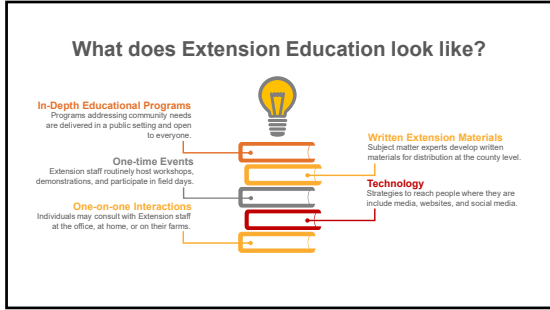 What does Extension Education look like?
In-Depth Educational Programs
Programs addressing community needs
are delivered in a public setting and open
to everyone.
One-time Events
Extension staff routinely host workshops,
demonstrations, and participate in field days.
One-on-one Interactions
Individuals may consult with Extension staff
at the office, at home, or on their farms.
Written Extension Materials
Subject matter experts develop written
materials for distribution at the county level.
Technology
Strategies to reach people where they are
include media, websites, and social media.